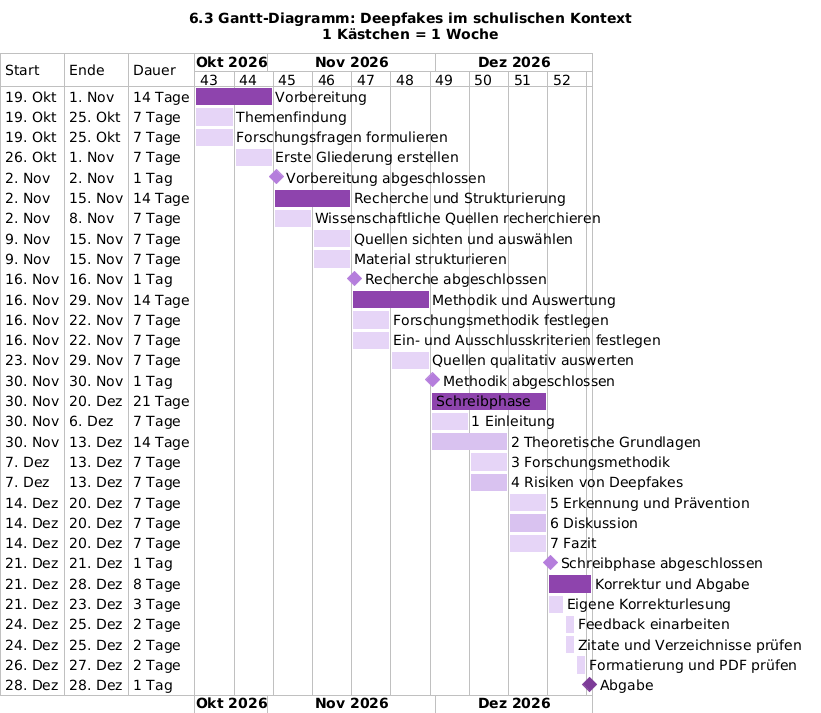 6.3 Gantt-Diagramm: Deepfakes im schulischen Kontext
1 Kästchen = 1 Woche
Okt 2026 Nov 2026 Dez 2026
Start Ende Dauer
43 44 45 46 47 48 49 50 51 52
19. Okt 1. Nov 14 Tage Vorbereitung
19. Okt 25. Okt 7 Tage Themenfindung
19. Okt 25. Okt 7 Tage Forschungsfragen formulieren
26. Okt 1. Nov 7 Tage Erste Gliederung erstellen
2. Nov 2. Nov 1 Tag Vorbereitung abgeschlossen
2. Nov 15. Nov 14 Tage Recherche und Strukturierung
2. Nov 8. Nov 7 Tage Wissenschaftliche Quellen recherchieren
9. Nov 15. Nov 7 Tage Quellen sichten und auswählen
9. Nov 15. Nov 7 Tage Material strukturieren
16. Nov 16. Nov 1 Tag Recherche abgeschlossen
16. Nov 29. Nov 14 Tage Methodik und Auswertung
16. Nov 22. Nov 7 Tage Forschungsmethodik festlegen
16. Nov 22. Nov 7 Tage Ein- und Ausschlusskriterien festlegen
23. Nov 29. Nov 7 Tage Quellen qualitativ auswerten
30. Nov 30. Nov 1 Tag Methodik abgeschlossen
30. Nov 20. Dez 21 Tage Schreibphase
30. Nov 6. Dez 7 Tage 1 Einleitung
30. Nov 13. Dez 14 Tage 2 Theoretische Grundlagen
7. Dez 13. Dez 7 Tage 3 Forschungsmethodik
7. Dez 13. Dez 7 Tage 4 Risiken von Deepfakes
14. Dez 20. Dez 7 Tage 5 Erkennung und Prävention
14. Dez 20. Dez 7 Tage 6 Diskussion
14. Dez 20. Dez 7 Tage 7 Fazit
21. Dez 21. Dez 1 Tag Schreibphase abgeschlossen
21. Dez 28. Dez 8 Tage Korrektur und Abgabe
21. Dez 23. Dez 3 Tage Eigene Korrekturlesung
24. Dez 25. Dez 2 Tage Feedback einarbeiten
24. Dez 25. Dez 2 Tage Zitate und Verzeichnisse prüfen
26. Dez 27. Dez 2 Tage Formatierung und PDF prüfen
28. Dez 28. Dez 1 Tag Abgabe
Okt 2026 Nov 2026 Dez 2026